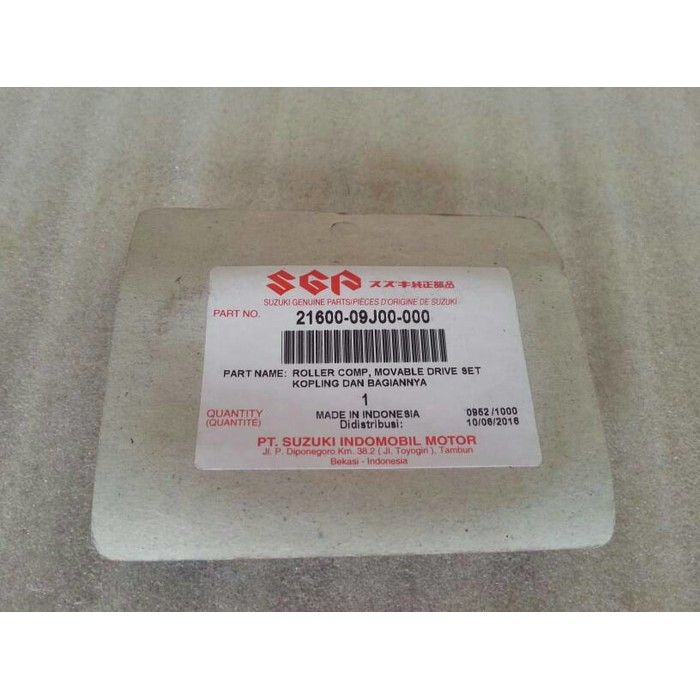 SGP スズキ純正部品
SUZUKI GENUINE PARTS/PIÈCES D'ORIGINE DE SUZUKI
PART NO. 21600-09J00-000
PART NAME: ROLLER COMP, MOVABLE DRIVE SET
KOPLING DAN BAGIANNYA
1
QUANTITY MADE IN INDONESIA 0952 /1000
(QUANTITÉ) Didistribusi: 10/06/2016
PT. SUZUKI INDOMOBIL MOTOR
Jl. P. Diponegoro Km. 38.2 ( Jl. Toyogiri ), Tambun
Bekasi - Indonesia